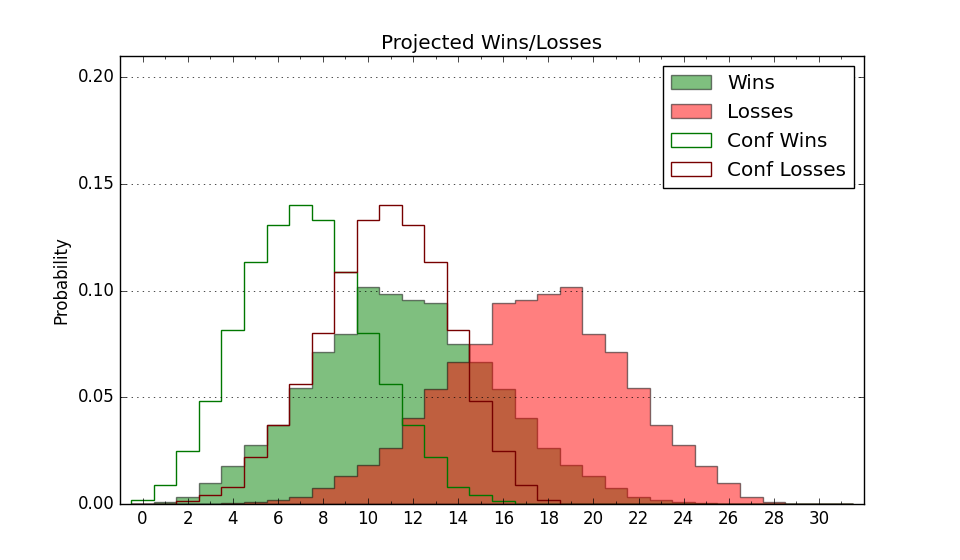 Projected Wins/Losses
0.20
0.15
0.10
0.05
0.00
Probability
Wins
Losses
Conf Wins
Conf Losses
0 2 4 6 8 10 12 14 16 18 20 22 24 26 28 30